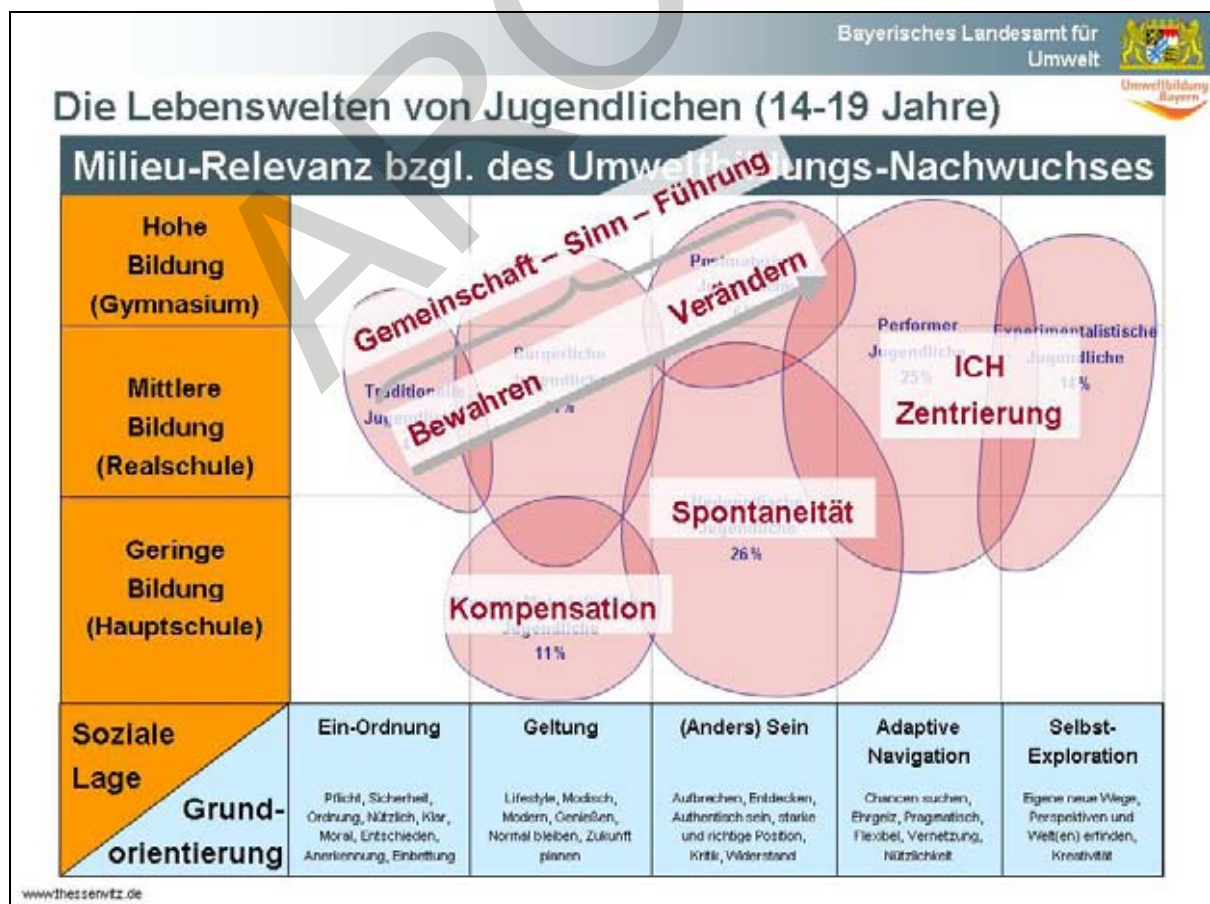 Bayerisches Landesamt für
Umwelt
Umweltbildung
Bayern
Die Lebenswelten von Jugendlichen (14-19 Jahre)
Milieu-Relevanz bzgl. des Umweltbildungs-Nachwuchses
Hohe
Bildung
(Gymnasium)
Mittlere
Bildung
(Realschule)
Geringe
Bildung
(Hauptschule)
Gemeinschaft – Sinn – Führung
Bewahren
Verändern
Traditionelle
Bürgerliche
Performer
Jugendliche
25%
Experimentalistische
Jugendliche
14%
ICH
Zentrierung
Spontaneität
Jugendliche
26%
Kompensation
Jugendliche
11%
Soziale
Lage
Grund-
orientierung
Ein-Ordnung
Pflicht, Sicherheit,
Ordnung, Nützlich, Klar,
Moral, Entschieden,
Anerkennung, Einbettung
Geltung
Lifestyle, Modisch,
Modern, Genießen,
Normal bleiben, Zukunft
planen
(Anders) Sein
Aufbrechen, Entdecken,
Authentisch sein, starke
und richtige Position,
Kritik, Widerstand
Adaptive
Navigation
Chancen suchen,
Ehrgeiz, Pragmatisch,
Flexibel, Vernetzung,
Nützlichkeit
Selbst-
Exploration
Eigene neue Wege,
Perspektiven und
Welt(en) erfinden,
Kreativität
www.thessenvitz.de